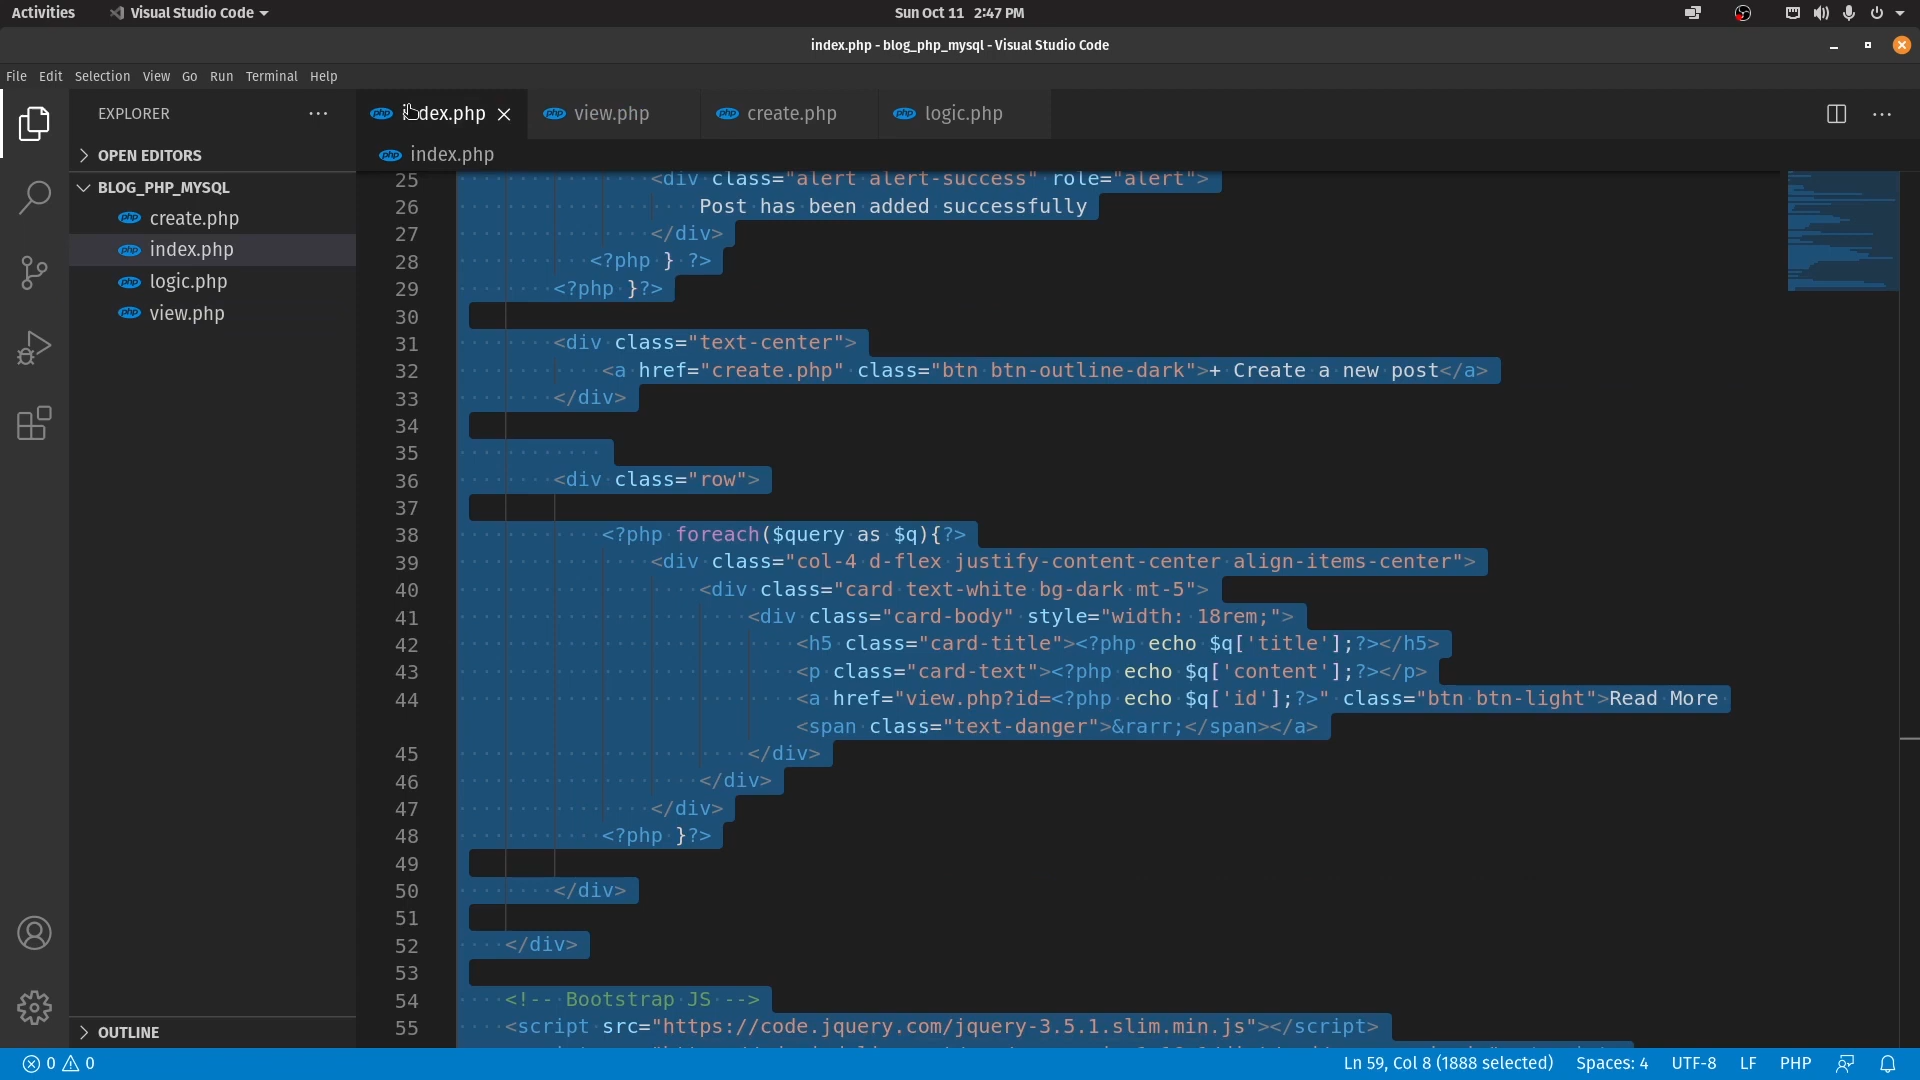 Activities
Visual Studio Code
Sun Oct 11 2:47 PM
index.php - blog_php_mysql - Visual Studio Code
File Edit Selection View Go Run Terminal Help
EXPLORER
OPEN EDITORS
BLOG_PHP_MYSQL
php create.php
php index.php
php logic.php
php view.php
OUTLINE
php index.php
php view.php
php create.php
php logic.php
php index.php
25 <div class="alert alert-success" role="alert">
26 Post has been added successfully
27 </div>
28 <?php } ?>
29 <?php }?>
30
31 <div class="text-center">
32 <a href="create.php" class="btn btn-outline-dark">+ Create a new post</a>
33 </div>
34
35
36 <div class="row">
37
38 <?php foreach($query as $q){?>
39 <div class="col-4 d-flex justify-content-center align-items-center">
40 <div class="card text-white bg-dark mt-5">
41 <div class="card-body" style="width: 18rem;">
42 <h5 class="card-title"><?php echo $q['title'];?></h5>
43 <p class="card-text"><?php echo $q['content'];?></p>
44 <a href="view.php?id=<?php echo $q['id'];?>" class="btn btn-light">Read More
<span class="text-danger">&rarr;</span></a>
45 </div>
46 </div>
47 </div>
48 <?php }?>
49
50 </div>
51
52 </div>
53
54 <!-- Bootstrap JS -->
55 <script src="https://code.jquery.com/jquery-3.5.1.slim.min.js"></script>
0 0
Ln 59, Col 8 (1888 selected) Spaces: 4 UTF-8 LF PHP